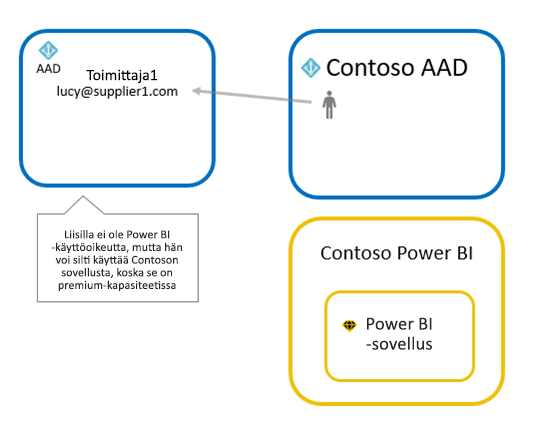 AAD
Toimittaja1
lucy@supplier1.com
Contoso AAD
Liisilla ei ole Power BI
-käyttöoikeutta, mutta hän
voi silti käyttää Contoson
sovellusta, koska se on
premium-kapasiteetissa
Contoso Power BI
Power BI
-sovellus